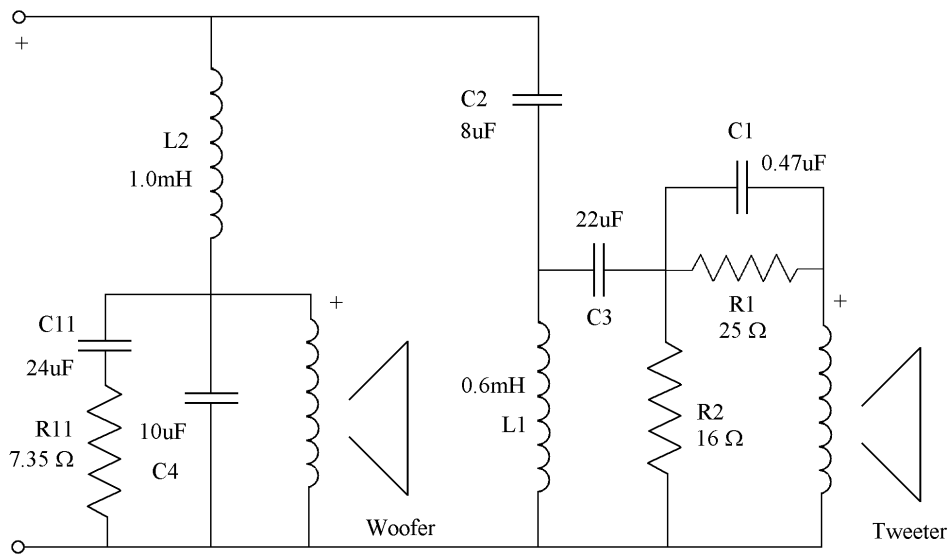 +
L2
1.0mH
C11
24uF
R11
7.35 Ω
10uF
C4
+
Woofer
C2
8uF
22uF
C3
0.6mH
L1
C1
0.47uF
R1
25 Ω
R2
16 Ω
+
Tweeter